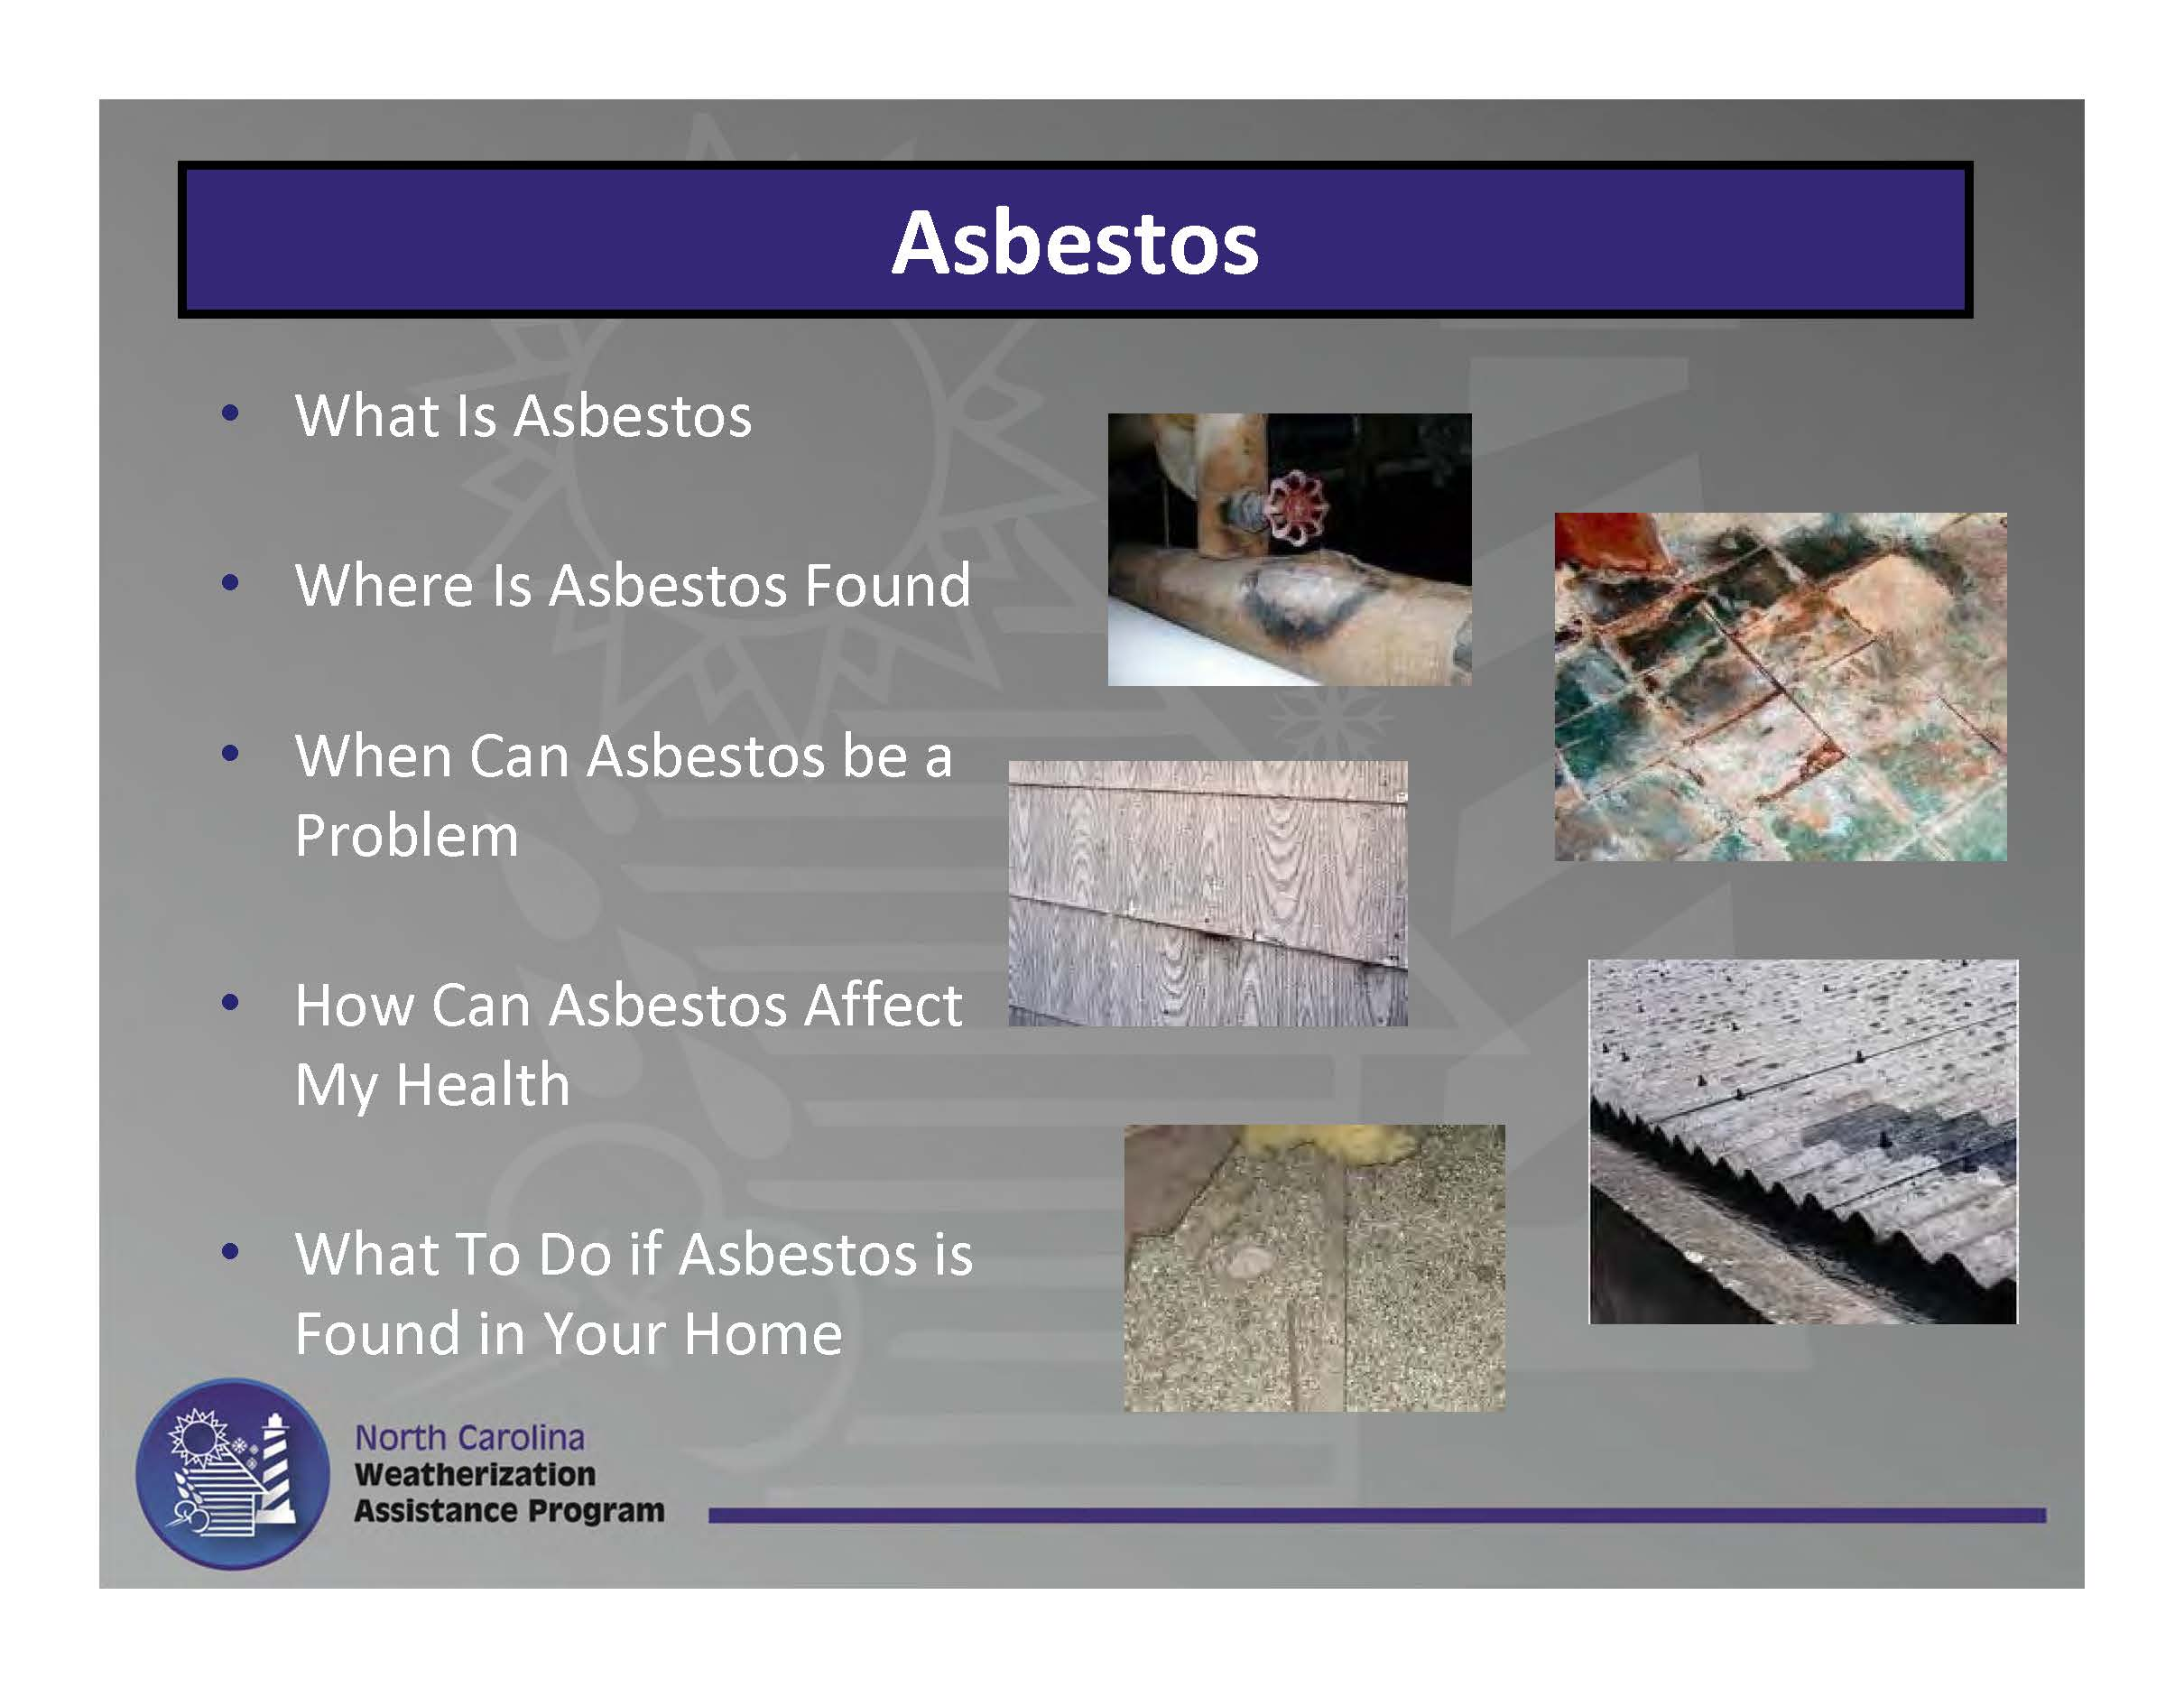 Asbestos
• What Is Asbestos
• Where Is Asbestos Found
• When Can Asbestos be a
Problem
• How Can Asbestos Affect
My Health
• What To Do if Asbestos is
Found in Your Home
North Carolina
Weatherization
Assistance Program